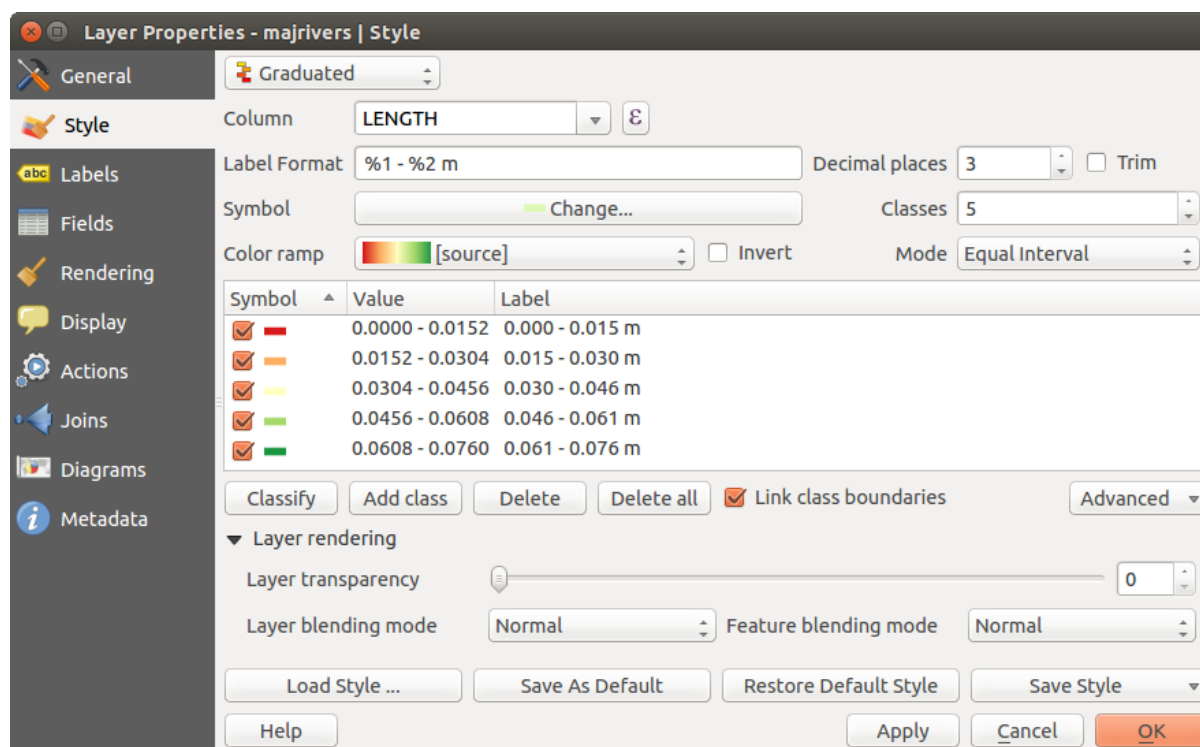 Layer Properties - majrivers | Style
General
Style
abc Labels
Fields
Rendering
Display
Actions
Joins
Diagrams
i Metadata
Graduated
Column LENGTH ε
Label Format %1 - %2 m Decimal places 3 Trim
Symbol Change... Classes 5
Color ramp [source] Invert Mode Equal Interval
Symbol Value Label
0.0000 - 0.0152 0.000 - 0.015 m
0.0152 - 0.0304 0.015 - 0.030 m
0.0304 - 0.0456 0.030 - 0.046 m
0.0456 - 0.0608 0.046 - 0.061 m
0.0608 - 0.0760 0.061 - 0.076 m
Classify Add class Delete Delete all Link class boundaries Advanced
Layer rendering
Layer transparency 0
Layer blending mode Normal Feature blending mode Normal
Load Style ... Save As Default Restore Default Style Save Style
Help Apply Cancel OK